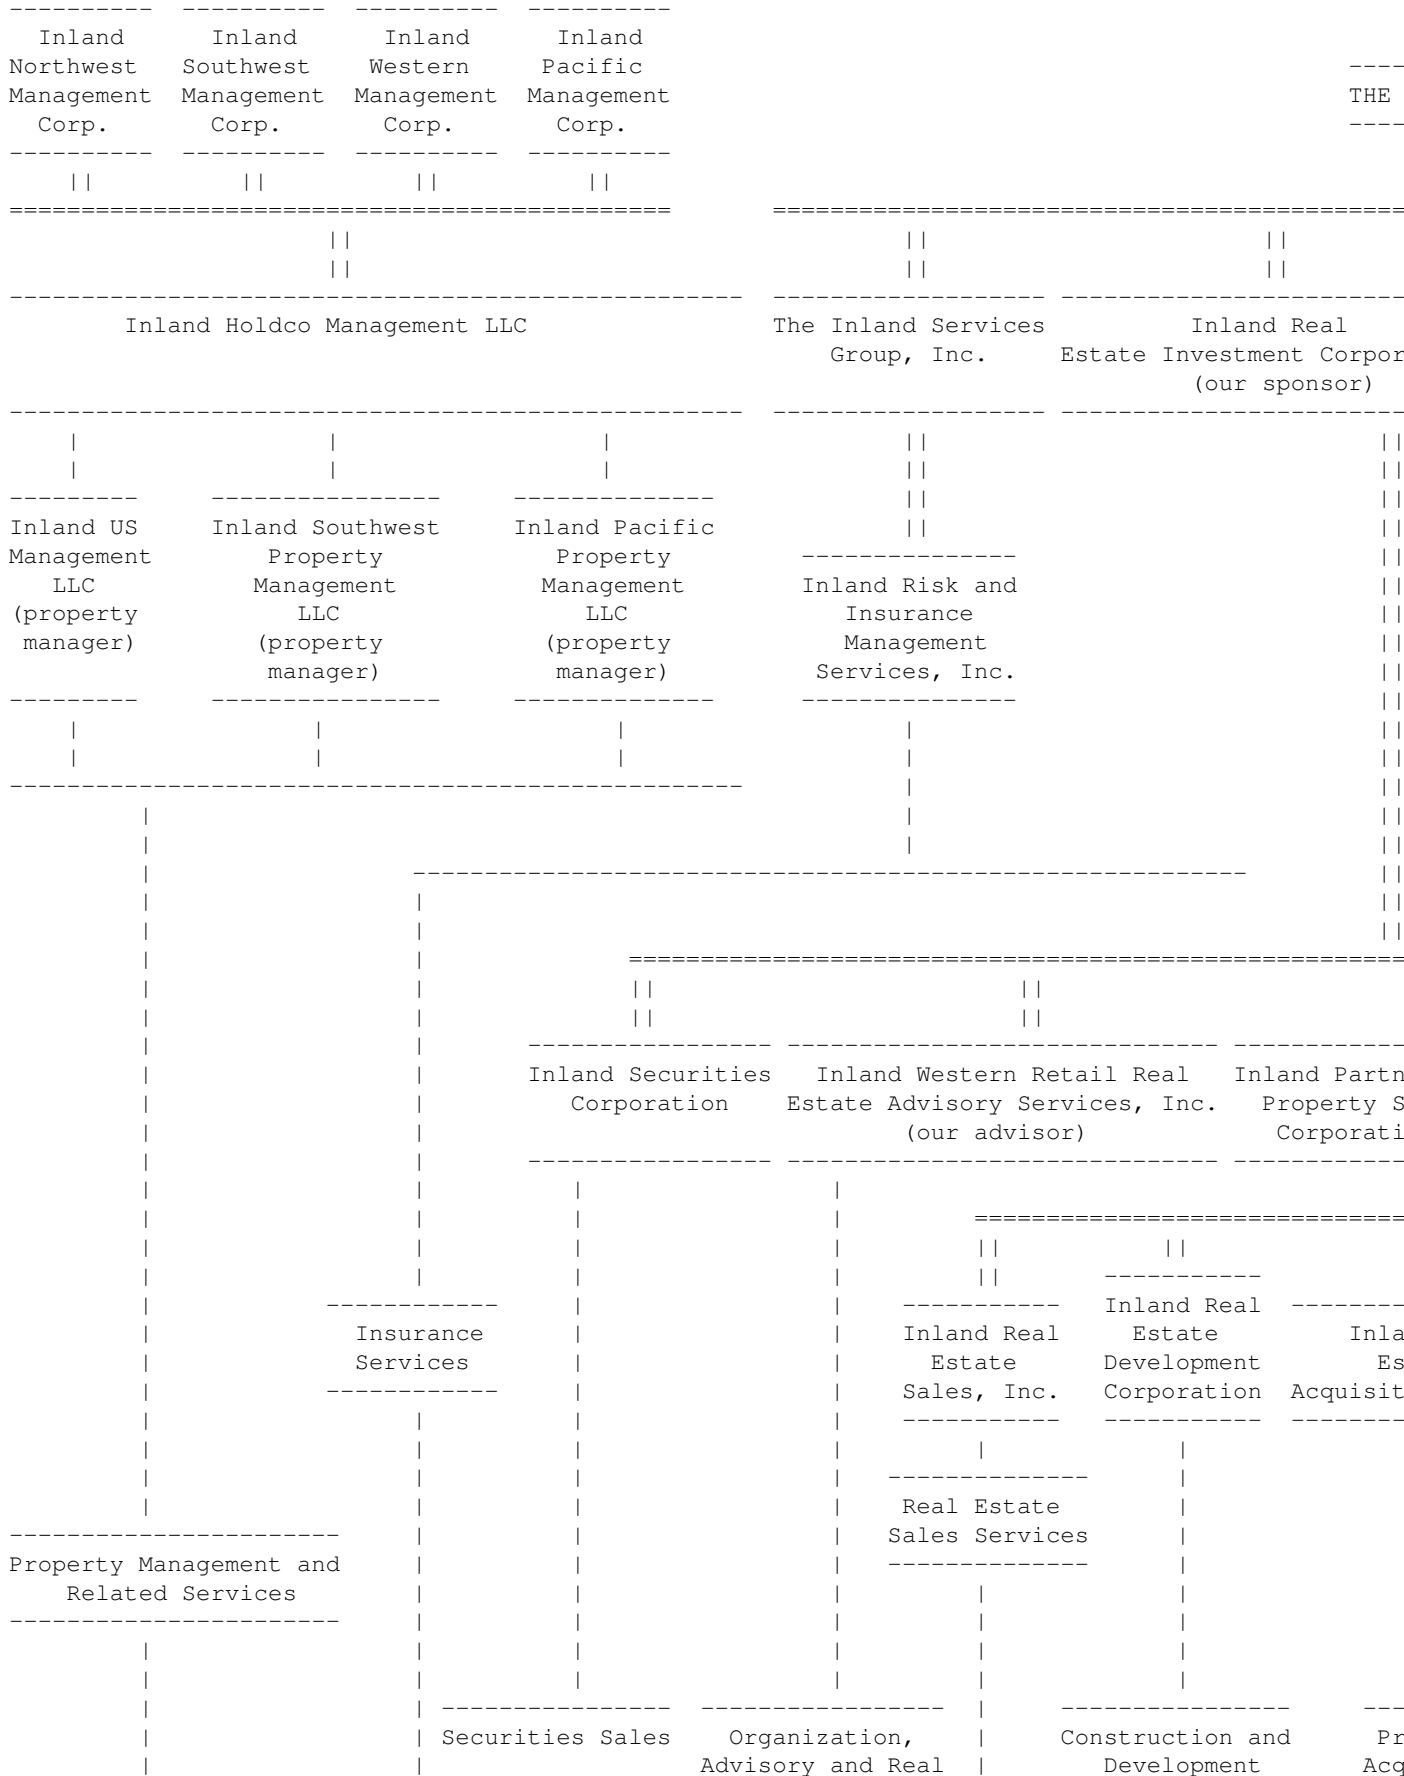 Inland Inland Inland Inland
Northwest Southwest Western Pacific
Management Management Management Management THE
Corp. Corp. Corp. Corp.
Inland Holdco Management LLC The Inland Services Inland Real
Group, Inc. Estate Investment Corpor
(our sponsor)
Inland US Inland Southwest Inland Pacific
Management Property Property
LLC Management Management Inland Risk and
(property LLC LLC Insurance
manager) (property (property Management
manager) manager) Services, Inc.
Inland Securities Inland Western Retail Real Inland Partn
Corporation Estate Advisory Services, Inc. Property S
(our advisor) Corporati
Inland Real
Insurance Inland Real Estate Inla
Services Estate Development Es
Sales, Inc. Corporation Acquisit
Real Estate
Sales Services
Property Management and
Related Services
Securities Sales Organization, Construction and Pr
Advisory and Real Development Acq